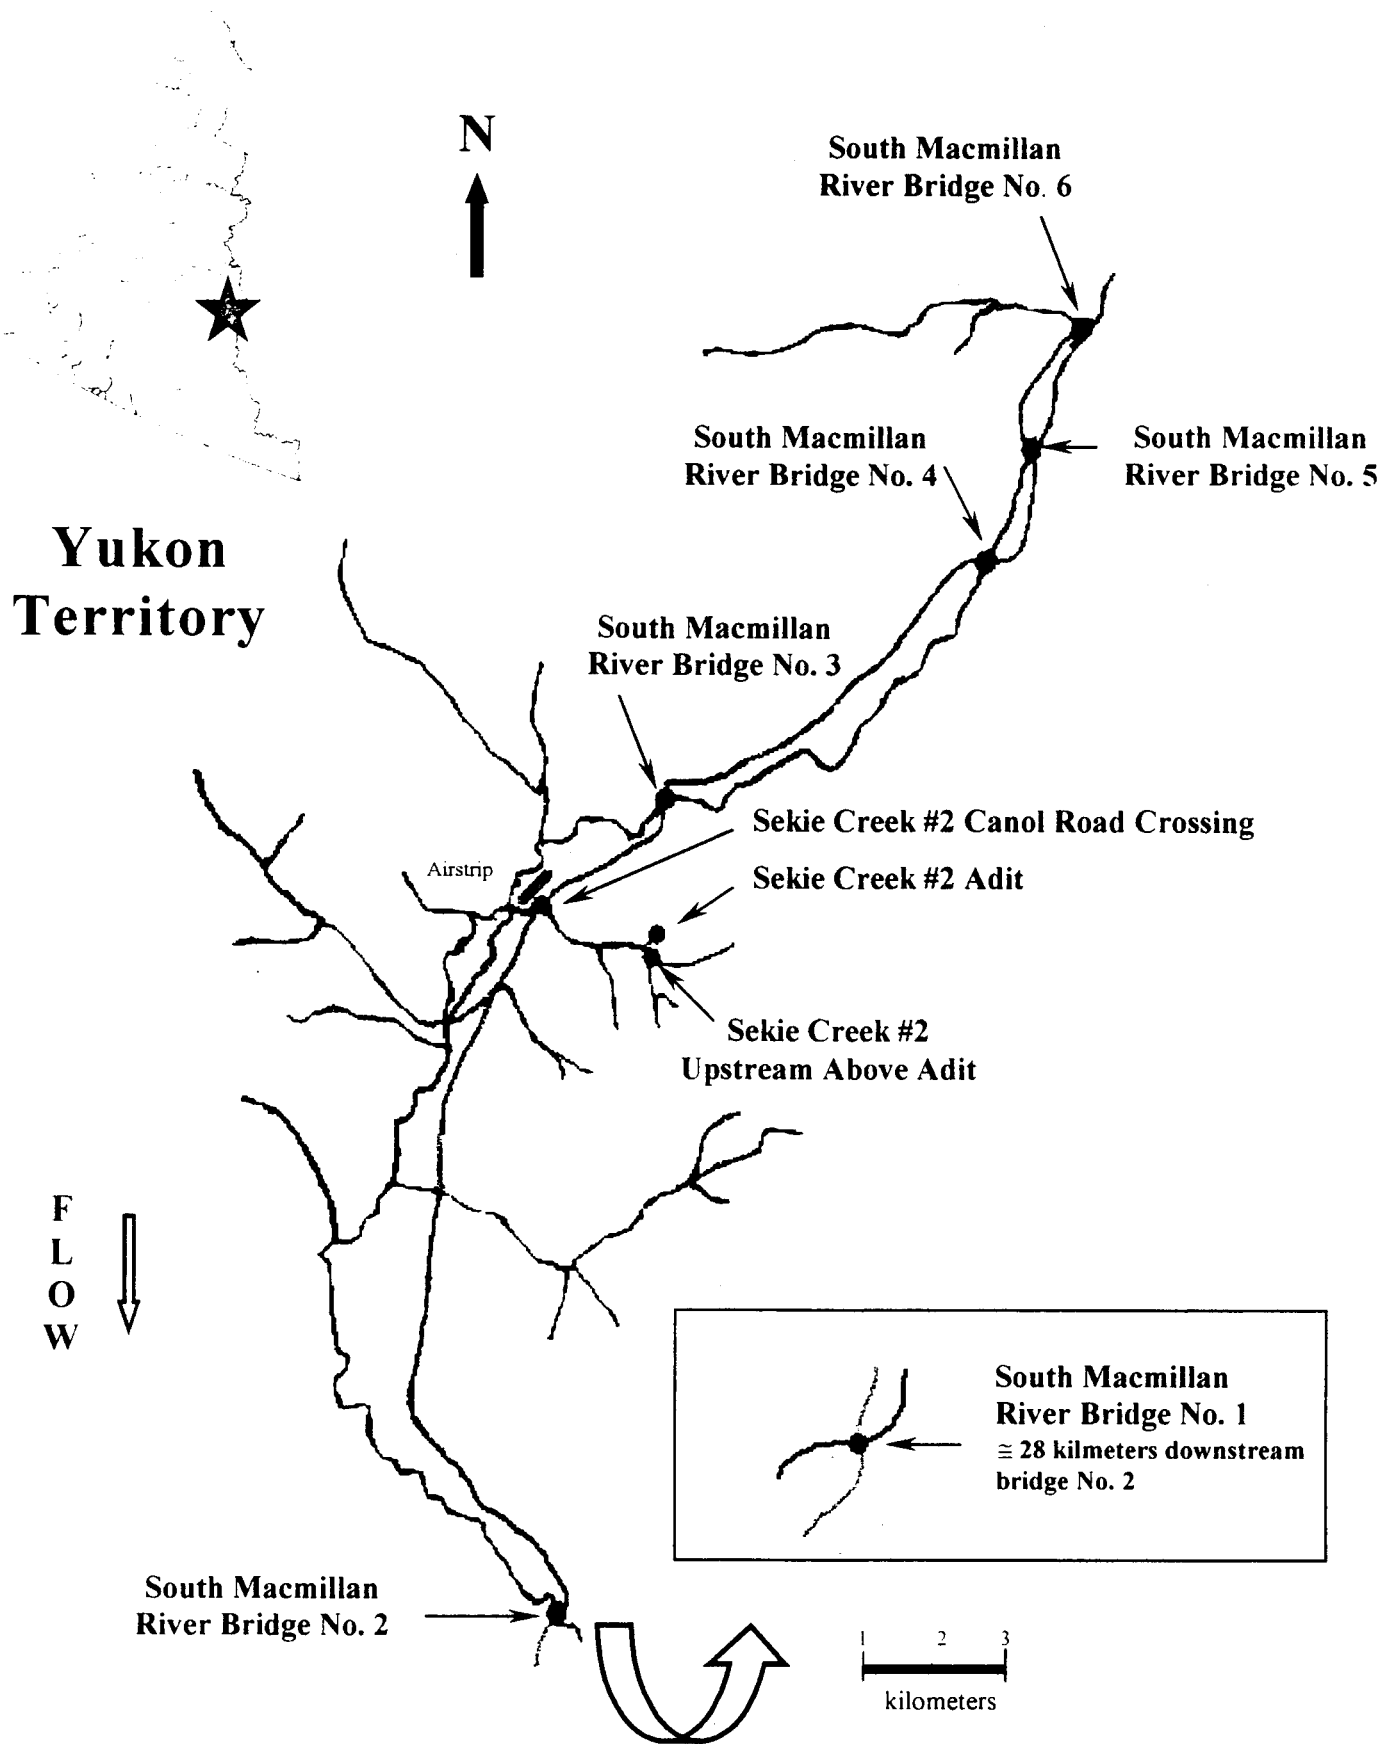 N
South Macmillan
River Bridge No. 6
South Macmillan
River Bridge No. 4
South Macmillan
River Bridge No. 5
Yukon
Territory
South Macmillan
River Bridge No. 3
Sekie Creek #2 Canol Road Crossing
Airstrip
Sekie Creek #2 Adit
Sekie Creek #2
Upstream Above Adit
F
L
O
W
South Macmillan
River Bridge No. 1
≅ 28 kilmeters downstream
bridge No. 2
South Macmillan
River Bridge No. 2
1 2 3
kilometers